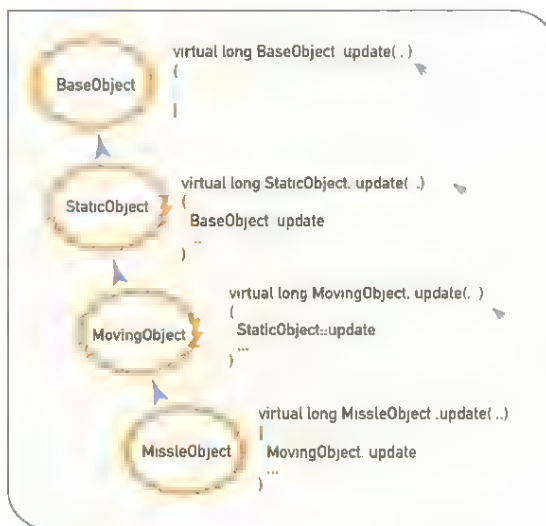 virtual long BaseObject update( . )
(
BaseObject
|
virtual long StaticObject. update( .)
(
StaticObject
BaseObject update
..
)
virtual long MovingObject. update(. )
(
MovingObject
StaticObject::update
...
)
virtual long MissleObject .update(..)
|
MissleObject
MovingObject. update
...
)